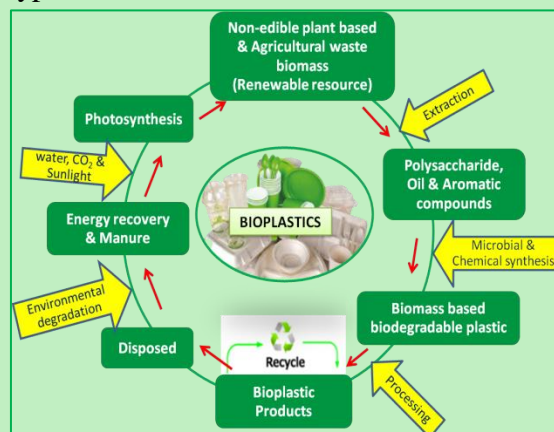 Non-edible plant based
& Agricultural waste
biomass
(Renewable resource)
Extraction
Polysaccharide,
Oil & Aromatic
compounds
Microbial &
Chemical synthesis
Biomass based
biodegradable plastic
Processing
Recycle
Bioplastic
Products
Disposed
Environmental
degradation
Energy recovery
& Manure
water, CO₂ &
Sunlight
Photosynthesis
BIOPLASTICS